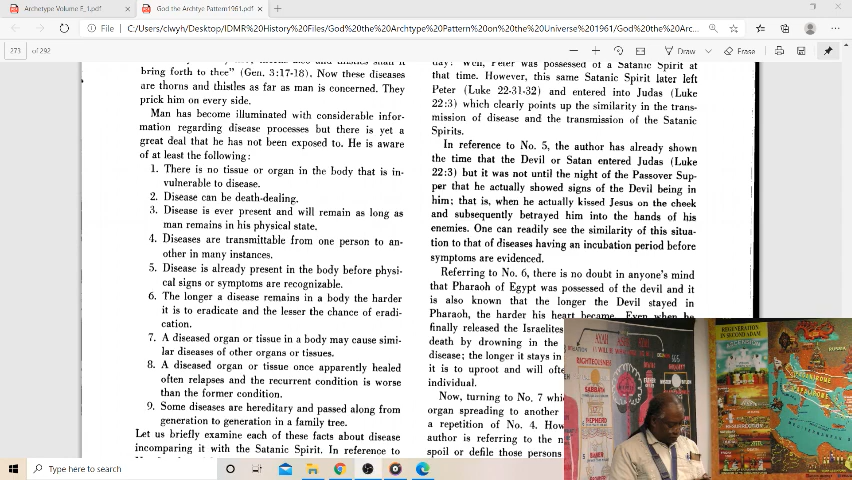 Archetype Volume E_1.pdf
God the Archtye Pattern1961.pdf
File
C:/Users/clwyh/Desktop/IDMR%20History%20Files/God%20the%20Archtype%20Pattern%20on%20the%20Universe%201961/God%20the%20Arc...
273 of 292
Draw
Erase
bring forth to thee" (Gen. 3:17-18). Now these diseases
are thorns and thistles as far as man is concerned. They
prick him on every side.
Man has become illuminated with considerable infor-
mation regarding disease processes but there is yet a
great deal that he has not been exposed to. He is aware
of at least the following:
1. There is no tissue or organ in the body that is in-
vulnerable to disease.
2. Disease can be death-dealing.
3. Disease is ever present and will remain as long as
man remains in his physical state.
4. Diseases are transmittable from one person to an-
other in many instances.
5. Disease is already present in the body before physi-
cal signs or symptoms are recognizable.
6. The longer a disease remains in a body the harder
it is to eradicate and the lesser the chance of eradi-
cation.
7. A diseased organ or tissue in a body may cause simi-
lar diseases of other organs or tissues.
8. A diseased organ or tissue once apparently healed
often relapses and the recurrent condition is worse
than the former condition.
9. Some diseases are hereditary and passed along from
generation to generation in a family tree.
Let us briefly examine each of these facts about disease
incomparing it with the Satanic Spirit. In reference to
day? Well, Peter was possessed of a Satanic Spirit at
that time. However, this same Satanic Spirit later left
Peter (Luke 22-31-32) and entered into Judas (Luke
22:3) which clearly points up the similarity in the trans-
mission of disease and the transmission of the Satanic
Spirits.
In reference to No. 5, the author has already shown
the time that the Devil or Satan entered Judas (Luke
22:3) but it was not until the night of the Passover Sup-
per that he actually showed signs of the Devil being in
him; that is, when he actually kissed Jesus on the cheek
and subsequently betrayed him into the hands of his
enemies. One can readily see the similarity of this situa-
tion to that of diseases having an incubation period before
symptoms are evidenced.
Referring to No. 6, there is no doubt in anyone's mind
that Pharaoh of Egypt was possessed of the devil and it
is also known that the longer the Devil stayed in
Pharaoh, the harder his heart became. Even when he
finally released the Israelites
death by drowning in the
disease; the longer it stays in
it is to uproot and will ofte
individual.
Now, turning to No. 7 whic
organ spreading to another
a repetition of No. 4. How
author is referring to the n
spoil or defile those persons
REGENERATION
IN SECOND ADAM
ASCENSION
SABBATH
SHEPHERD
Type here to search